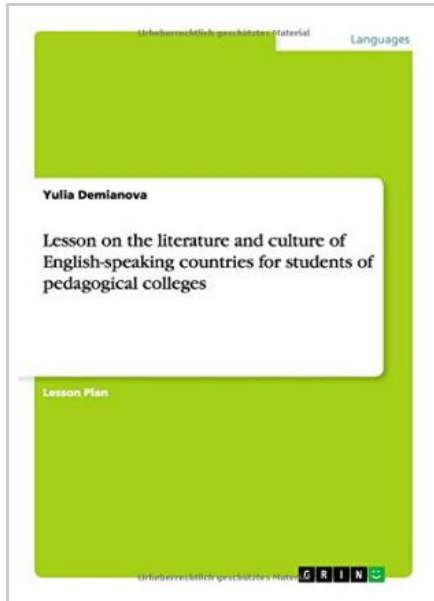 Urheberrechtlich geschütztes Material
Languages
Yulia Demianova
Lesson on the literature and culture of
English-speaking countries for students of
pedagogical colleges
Lesson Plan
Urheberrechtlich geschütztes
GRIN